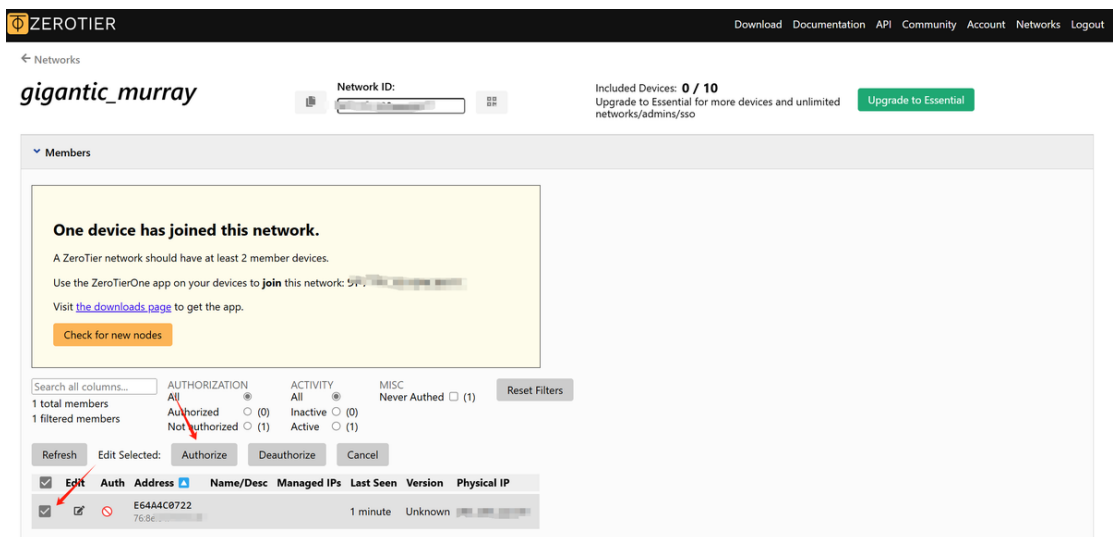 ZEROTIER
Download Documentation API Community Account Networks Logout
Networks
gigantic_murray
Network ID:
Included Devices: 0 / 10
Upgrade to Essential for more devices and unlimited
networks/admins/sso
Upgrade to Essential
Members
One device has joined this network.
A ZeroTier network should have at least 2 member devices.
Use the ZeroTierOne app on your devices to join this network:
Visit the downloads page to get the app.
Check for new nodes
Search all columns...
1 total members
1 filtered members
AUTHORIZATION
All
Authorized (0)
Not authorized (1)
ACTIVITY
All
Inactive (0)
Active (1)
MISC
Never Authed (1)
Reset Filters
Refresh Edit Selected: Authorize Deauthorize Cancel
Edit Auth Address Name/Desc Managed IPs Last Seen Version Physical IP
E64A4C0722
1 minute Unknown